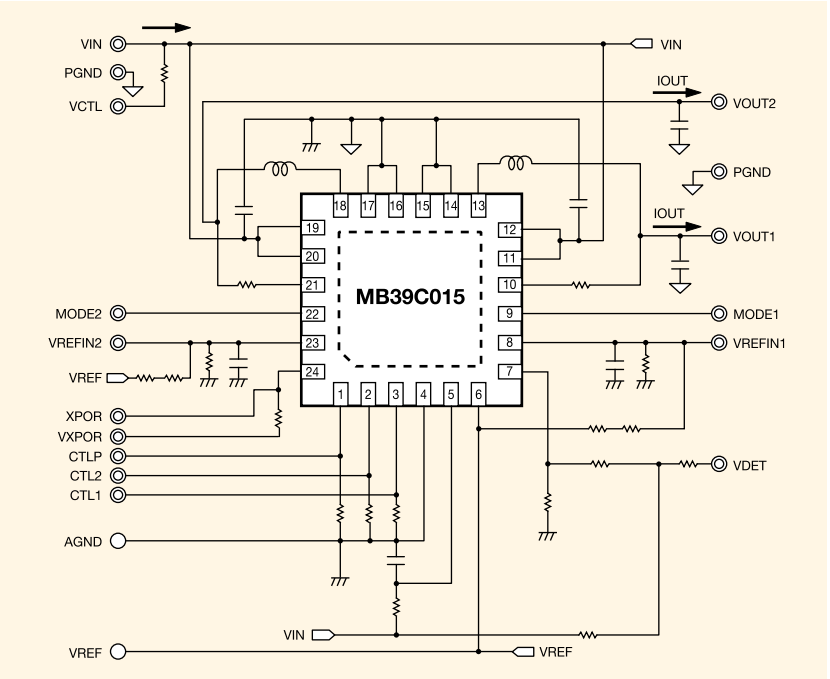 VIN
VIN
PGND
VCTL
IOUT
VOUT2
PGND
IOUT
VOUT1
18 17 16 15 14 13
19
20
21
22
23
24
12
11
10
9
8
7
MB39C015
1 2 3 4 5 6
MODE2
VREFIN2
VREF
XPOR
VXPOR
CTLP
CTL2
CTL1
AGND
MODE1
VREFIN1
VDET
VIN
VREF
VREF